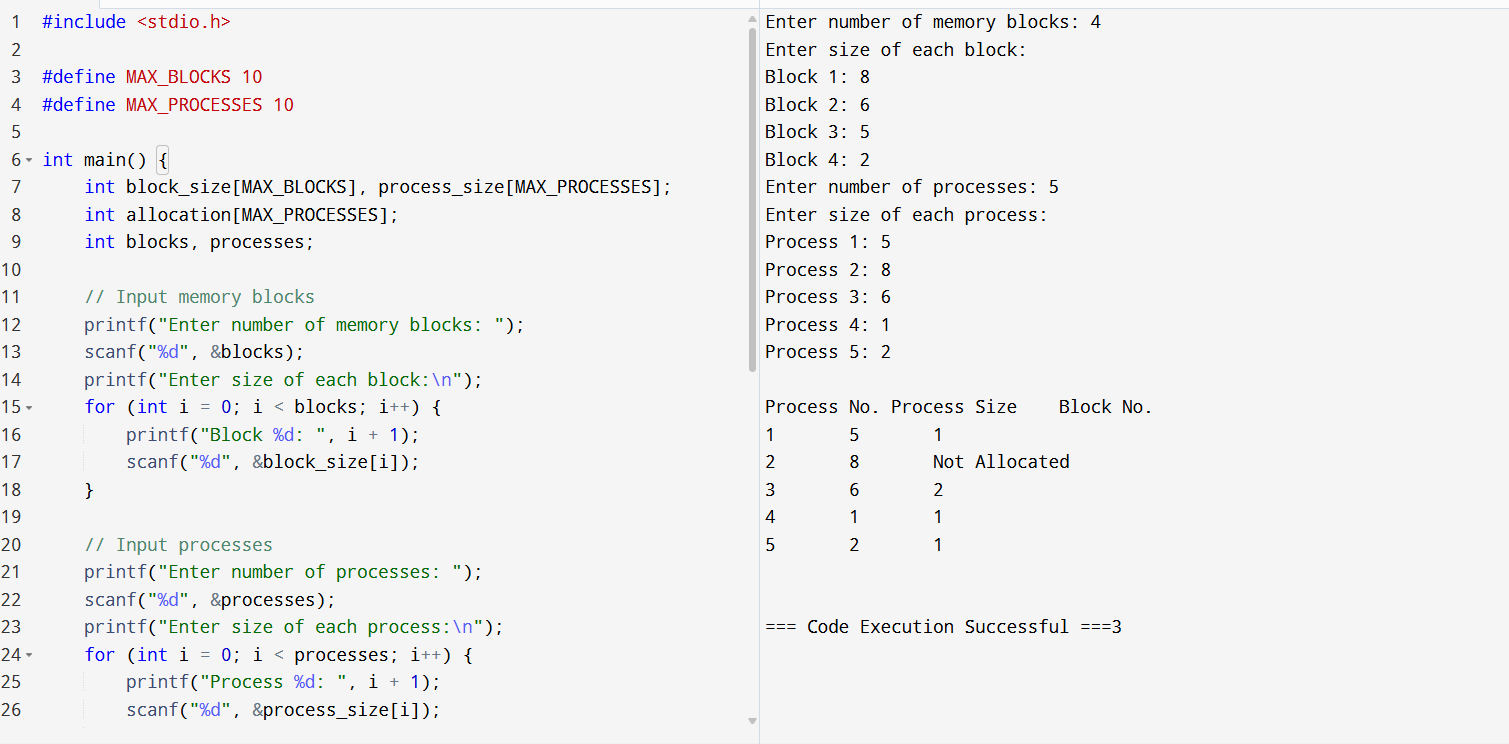 1 #include <stdio.h>
2
3 #define MAX_BLOCKS 10
4 #define MAX_PROCESSES 10
5
6 int main() {
7     int block_size[MAX_BLOCKS], process_size[MAX_PROCESSES];
8     int allocation[MAX_PROCESSES];
9     int blocks, processes;
10
11     // Input memory blocks
12     printf("Enter number of memory blocks: ");
13     scanf("%d", &blocks);
14     printf("Enter size of each block:\n");
15     for (int i = 0; i < blocks; i++) {
16         printf("Block %d: ", i + 1);
17         scanf("%d", &block_size[i]);
18     }
19
20     // Input processes
21     printf("Enter number of processes: ");
22     scanf("%d", &processes);
23     printf("Enter size of each process:\n");
24     for (int i = 0; i < processes; i++) {
25         printf("Process %d: ", i + 1);
26         scanf("%d", &process_size[i]);
Enter number of memory blocks: 4
Enter size of each block:
Block 1: 8
Block 2: 6
Block 3: 5
Block 4: 2
Enter number of processes: 5
Enter size of each process:
Process 1: 5
Process 2: 8
Process 3: 6
Process 4: 1
Process 5: 2
Process No. Process Size    Block No.
1       5       1
2       8       Not Allocated
3       6       2
4       1       1
5       2       1
=== Code Execution Successful ===3